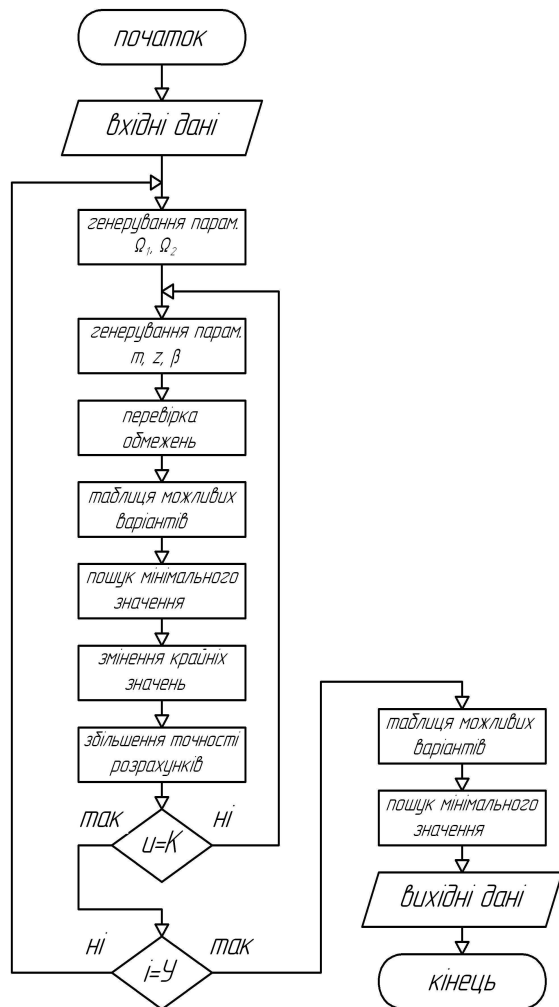 початок
вхідні дані
генерування парам.
Ω₁, Ω₂
генерування парам.
m, z, β
перевірка
обмежень
таблиця можливих
варіантів
пошук мінімального
значення
змінення крайніх
значень
збільшення точності
розрахунків
так
u=К
ні
ні
i=У
так
таблиця можливих
варіантів
пошук мінімального
значення
вихідні дані
кінець